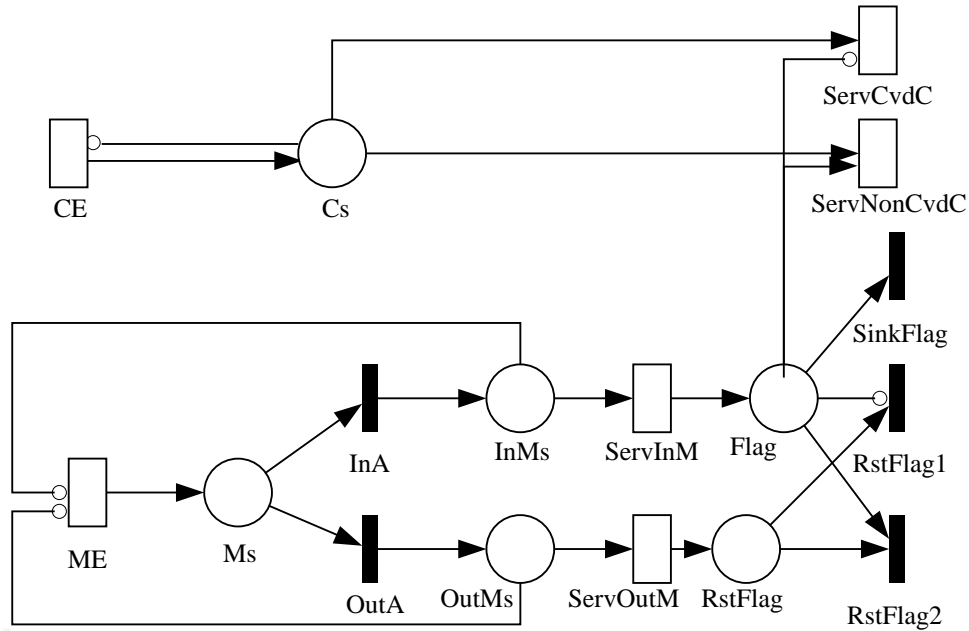 ServCvdC
CE
Cs
ServNonCvdC
SinkFlag
InA
InMs
ServInM
Flag
RstFlag1
ME
Ms
OutA
OutMs
ServOutM
RstFlag
RstFlag2